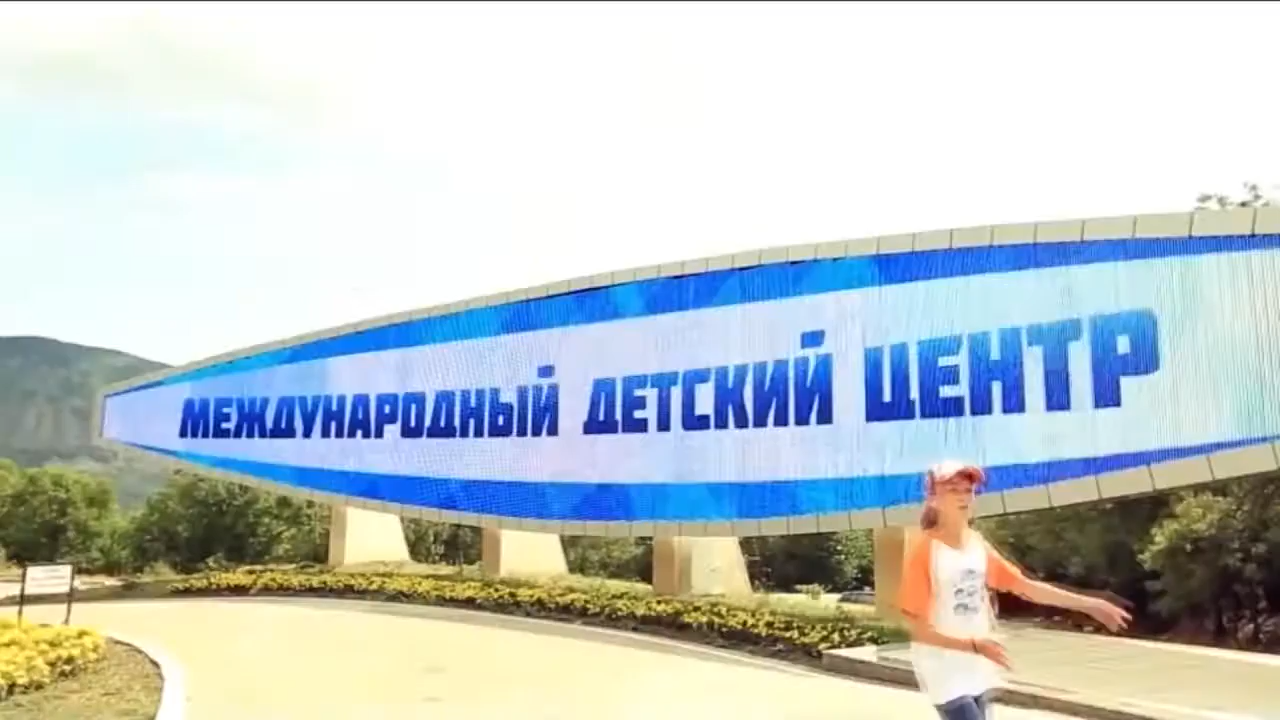 МЕЖДУНАРОДНЫЙ ДЕТСКИЙ ЦЕНТР